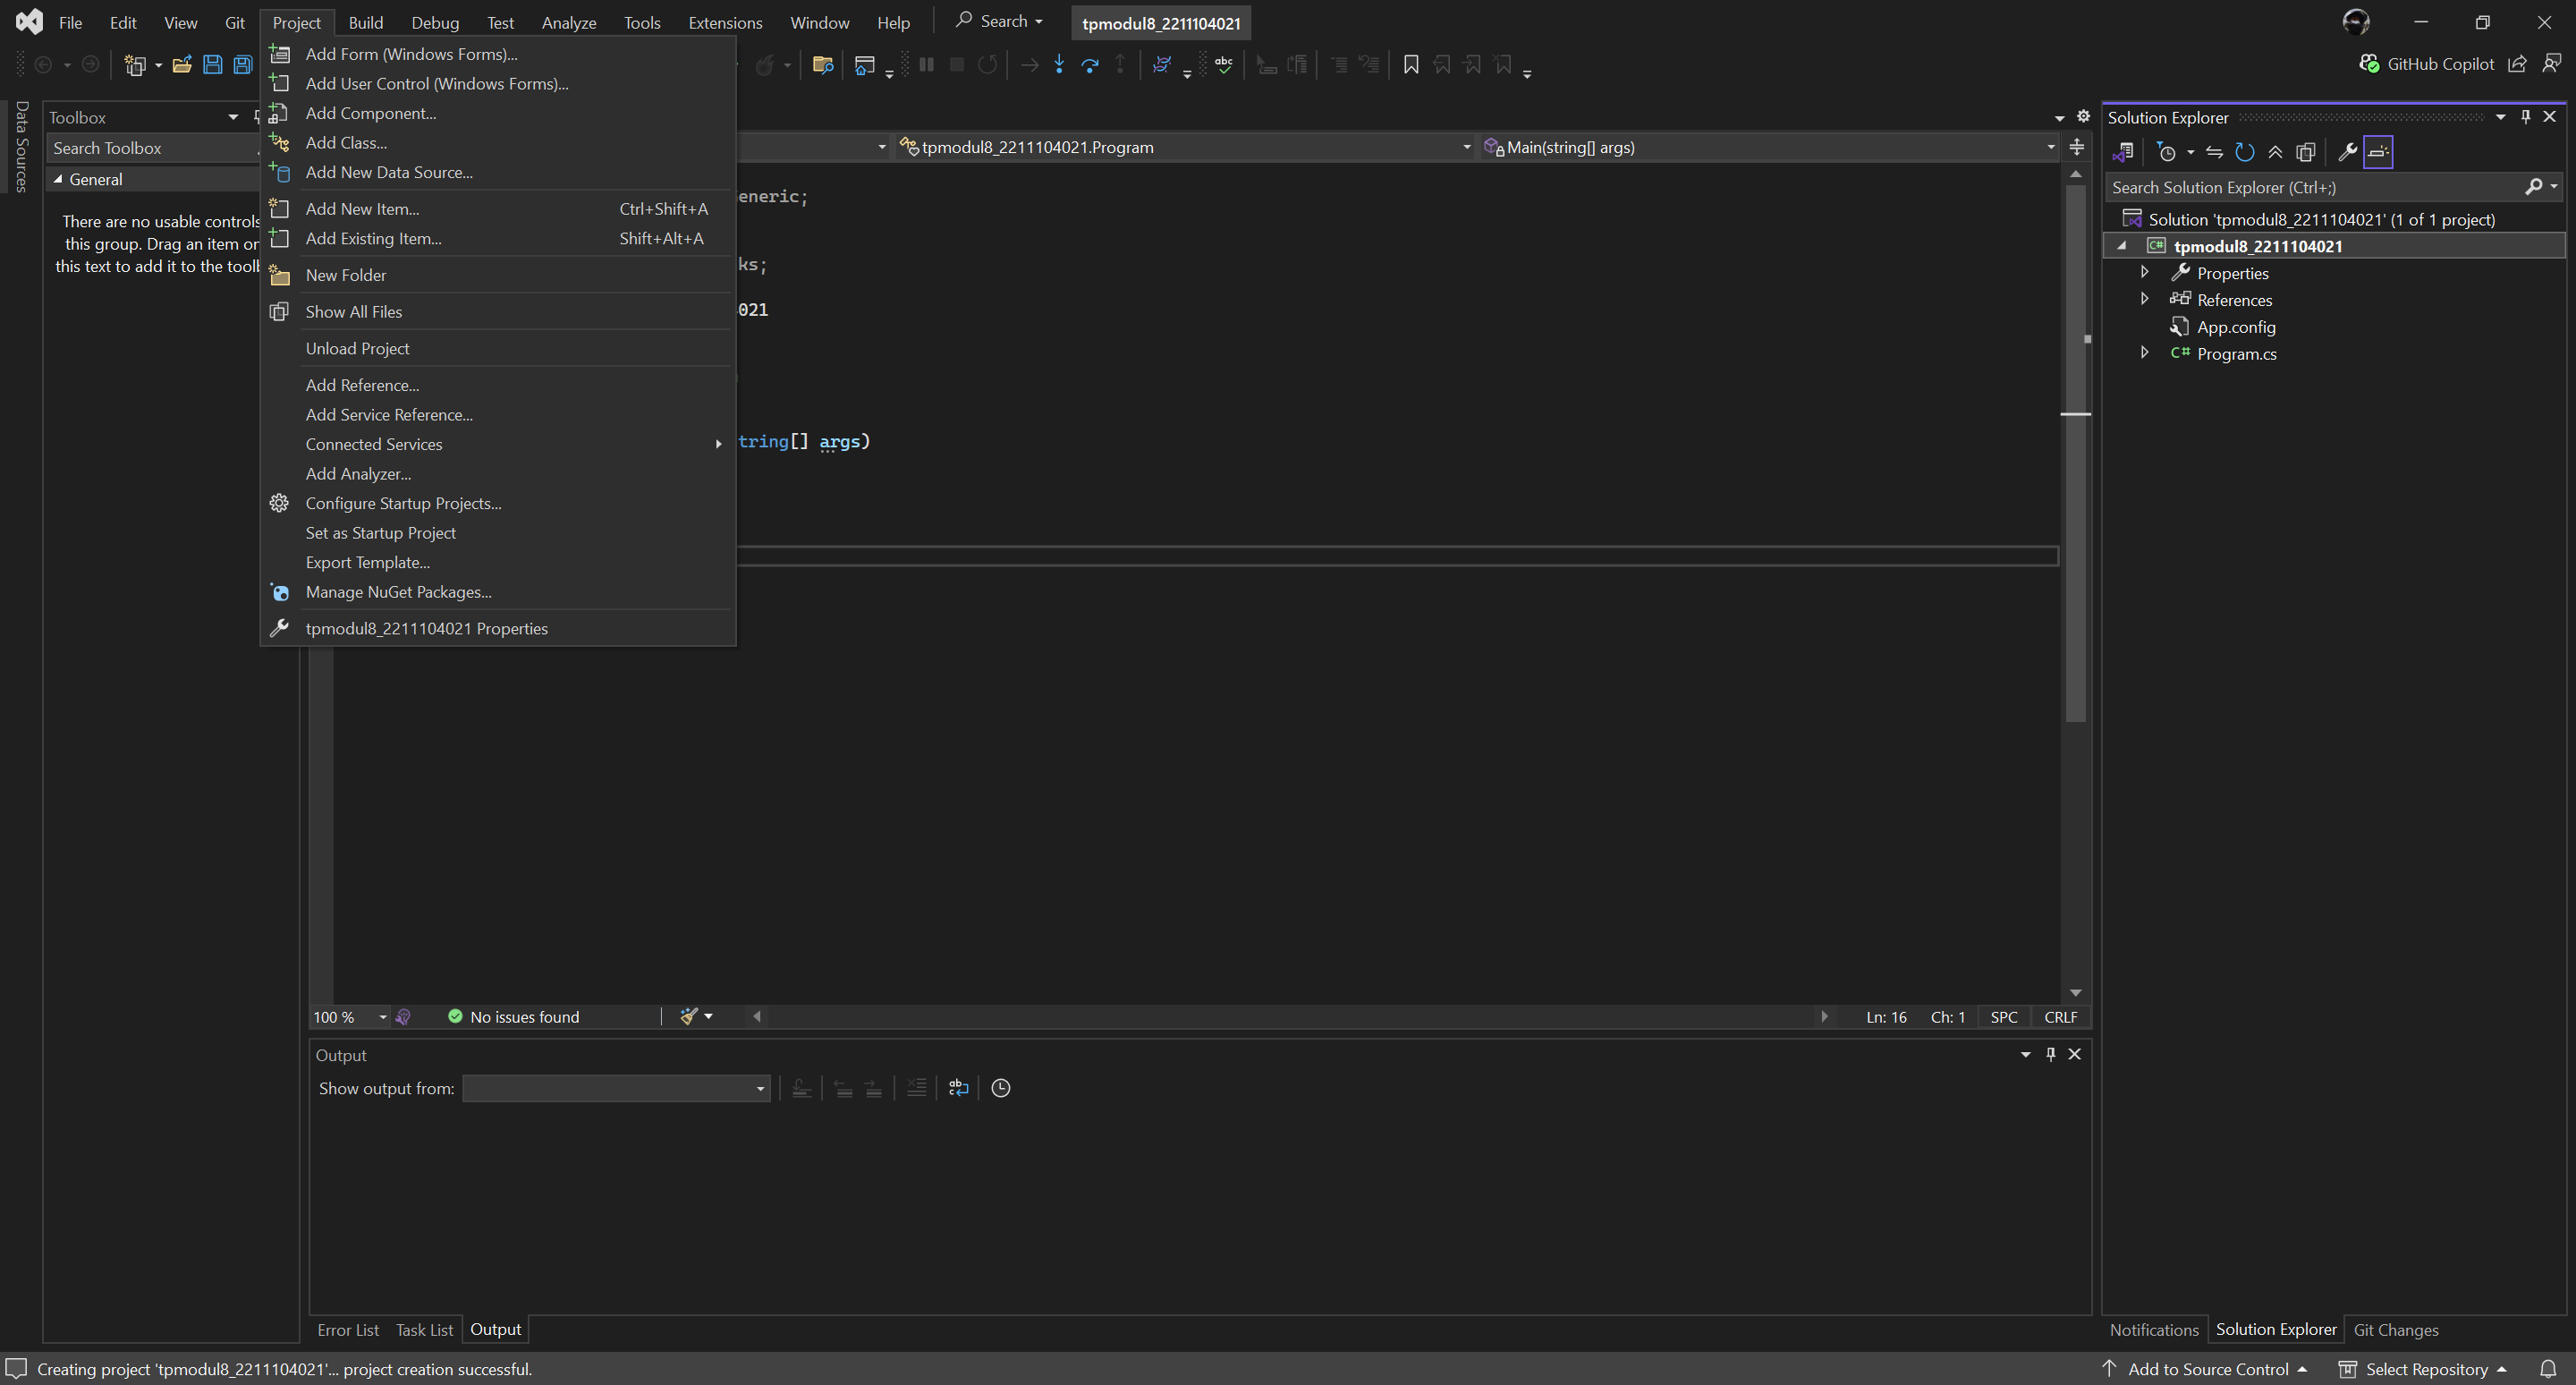 File Edit View Git Project Build Debug Test Analyze Tools Extensions Window Help Search tpmodul8_2211104021
GitHub Copilot
Data Sources
Toolbox
Search Toolbox
General
There are no usable controls
this group. Drag an item or
this text to add it to the
Add Form (Windows Forms)...
Add User Control (Windows Forms)...
Add Component...
Add Class...
Add New Data Source...
Add New Item... Ctrl+Shift+A
Add Existing Item... Shift+Alt+A
New Folder
Show All Files
Unload Project
Add Reference...
Add Service Reference...
Connected Services
Add Analyzer...
Configure Startup Projects...
Set as Startup Project
Export Template...
Manage NuGet Packages...
tpmodul8_2211104021 Properties
tpmodul8_2211104021.Program
Main(string[] args)
eneric;
ks;
021
tring[] args)
100 %
No issues found
Ln: 16 Ch: 1 SPC CRLF
Output
Show output from:
Error List Task List Output
Solution Explorer
Search Solution Explorer (Ctrl+;)
Solution 'tpmodul8_2211104021' (1 of 1 project)
C# tpmodul8_2211104021
Properties
References
App.config
C# Program.cs
Notifications Solution Explorer Git Changes
Creating project 'tpmodul8_2211104021'... project creation successful.
Add to Source Control Select Repository